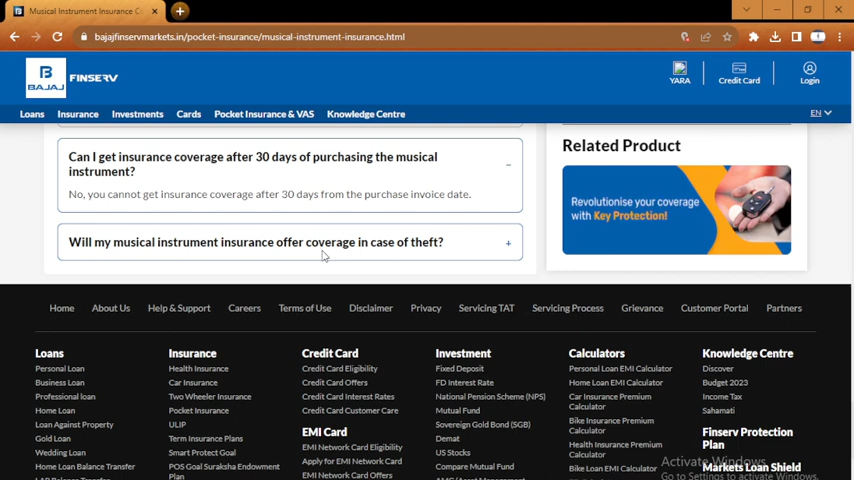 Musical Instrument Insurance C
bajajfinservmarkets.in/pocket-insurance/musical-instrument-insurance.html
B
BAJAJ
FINSERV
YARA
Credit Card
Login
Loans
Insurance
Investments
Cards
Pocket Insurance & VAS
Knowledge Centre
EN
Can I get insurance coverage after 30 days of purchasing the musical
instrument?
No, you cannot get insurance coverage after 30 days from the purchase invoice date.
Will my musical instrument insurance offer coverage in case of theft?
Related Product
Revolutionise your coverage
with Key Protection!
Home
About Us
Help & Support
Careers
Terms of Use
Disclaimer
Privacy
Servicing TAT
Servicing Process
Grievance
Customer Portal
Partners
Loans
Personal Loan
Business Loan
Professional loan
Home Loan
Loan Against Property
Gold Loan
Wedding Loan
Home Loan Balance Transfer
Insurance
Health Insurance
Car Insurance
Two Wheeler Insurance
Pocket Insurance
ULIP
Term Insurance Plans
Smart Protect Goal
POS Goal Suraksha Endowment
Plan
Credit Card
Credit Card Eligibility
Credit Card Offers
Credit Card Interest Rates
Credit Card Customer Care
EMI Card
EMI Network Card Eligibility
Apply for EMI Network Card
EMI Network Card Offers
Investment
Fixed Deposit
FD Interest Rate
National Pension Scheme (NPS)
Mutual Fund
Sovereign Gold Bond (SGB)
Demat
US Stocks
Compare Mutual Fund
Calculators
Personal Loan EMI Calculator
Home Loan EMI Calculator
Car Insurance Premium
Calculator
Bike Insurance Premium
Calculator
Health Insurance Premium
Calculator
Bike Loan EMI Calculator
Knowledge Centre
Discover
Budget 2023
Income Tax
Sahamati
Finserv Protection
Plan
Markets Loan Shield
Activate Windows
Go to Settings to activate Windows.